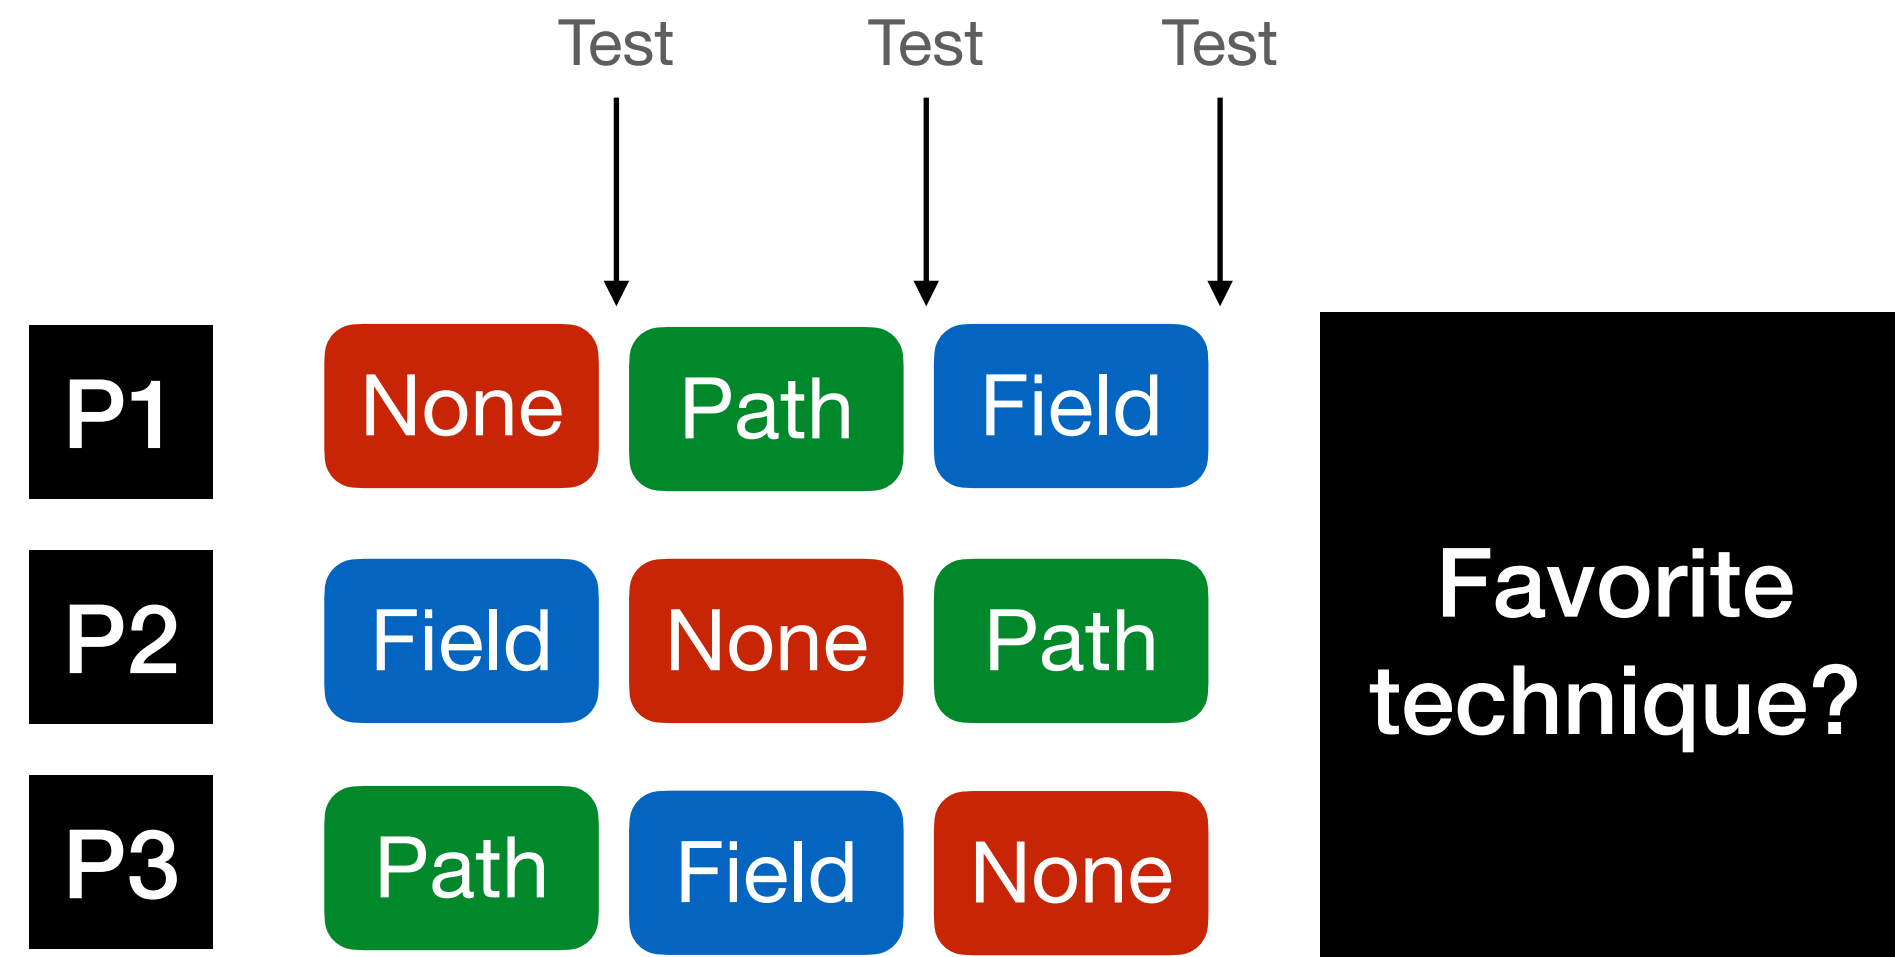 Test Test Test
P1 None Path Field
P2 Field None Path
P3 Path Field None
Favorite
technique?